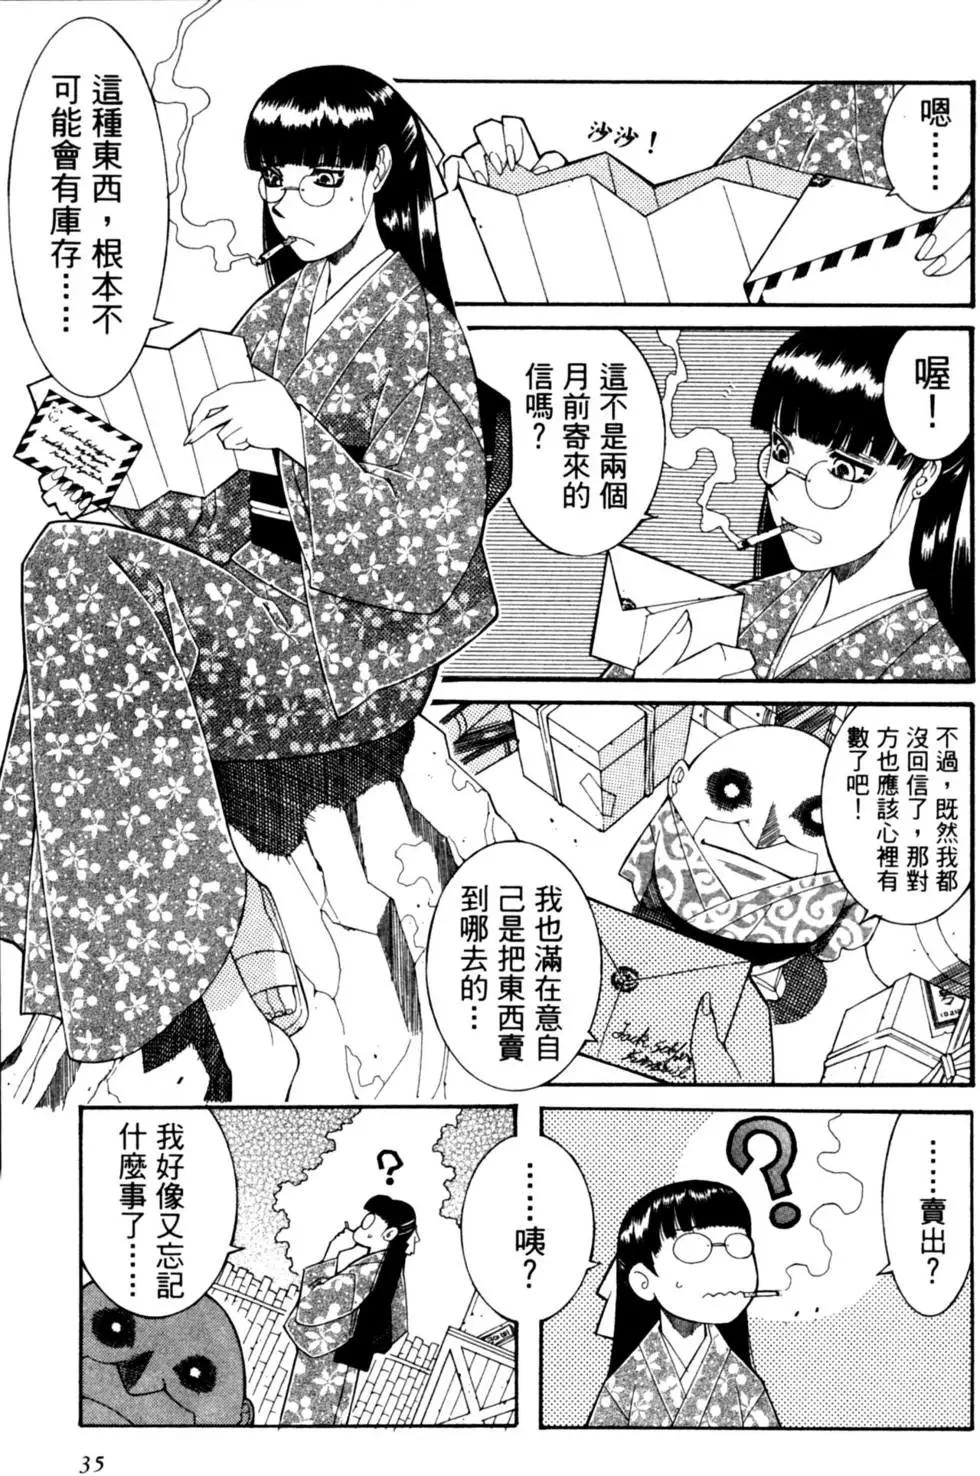 嗯……
沙沙！
喔！
這不是兩個
月前寄來的
信嗎？
這種東西，根本不
可能會有庫存……
不過，既然我都
沒回信了，那對
方也應該心裡有
數了吧！
我也滿在意自
己是把東西賣
到哪去的…
……賣出？
？
……咦？
？
我好像又忘記
什麼事了……
35